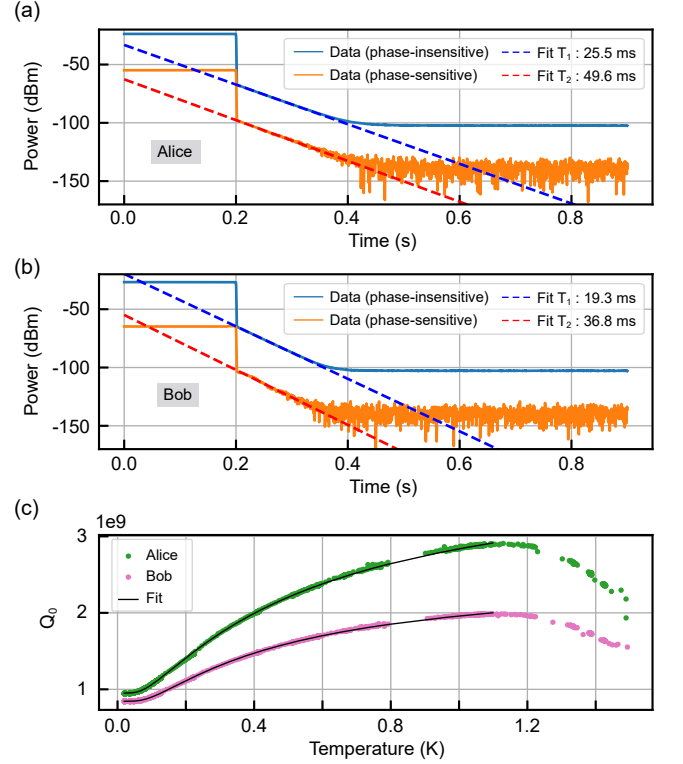 (a)
Power (dBm)
-50
-100
-150
Data (phase-insensitive)
Data (phase-sensitive)
Fit T₁ : 25.5 ms
Fit T₂ : 49.6 ms
Alice
0.0 0.2 0.4 0.6 0.8
Time (s)
(b)
Power (dBm)
-50
-100
-150
Data (phase-insensitive)
Data (phase-sensitive)
Fit T₁ : 19.3 ms
Fit T₂ : 36.8 ms
Bob
0.0 0.2 0.4 0.6 0.8
Time (s)
(c)
1e9
Q₀
3
2
1
Alice
Bob
Fit
0.0 0.4 0.8 1.2
Temperature (K)